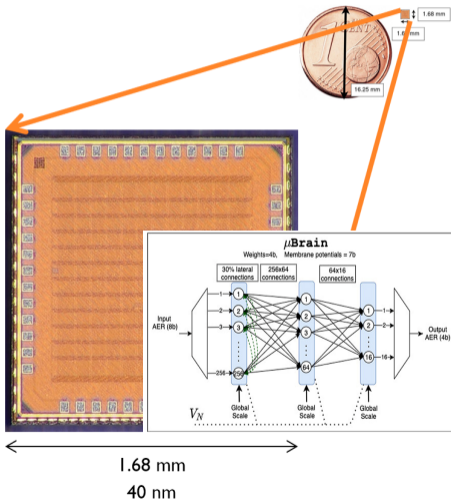 1 CENT
1.68 mm
16.25 mm
μBrain
Weights=4b, Membrane potentials = 7b
30% lateral connections
256x64 connections
64x16 connections
Input AER (8b)
1
2
3
256
1
2
3
256
1
2
3
64
1
2
16
1
2
16
Output AER (4b)
V_N
Global Scale
Global Scale
Global Scale
1.68 mm
40 nm